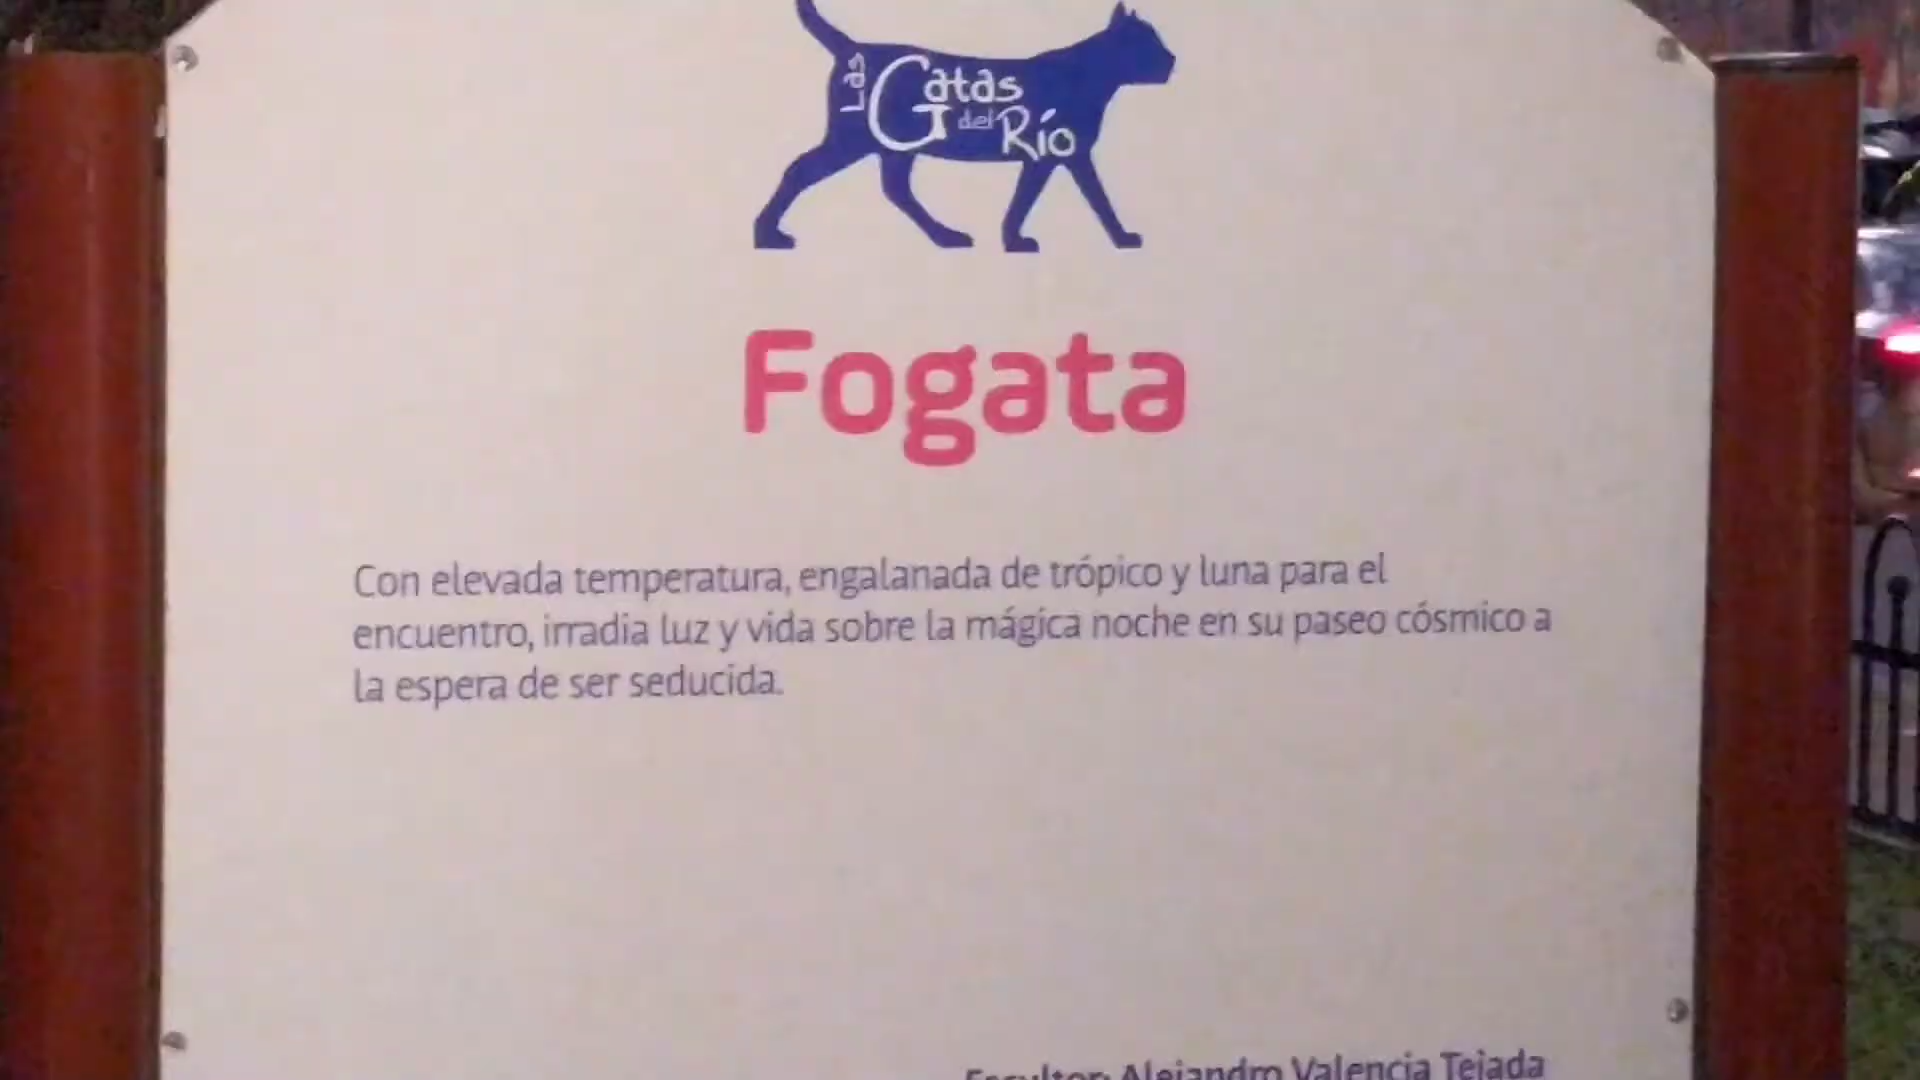 Las Gatas del Río
Fogata
Con elevada temperatura, engalanada de trópico y luna para el
encuentro, irradia luz y vida sobre la mágica noche en su paseo cósmico a
la espera de ser seducida.
Escultor: Alejandro Valencia Tejada